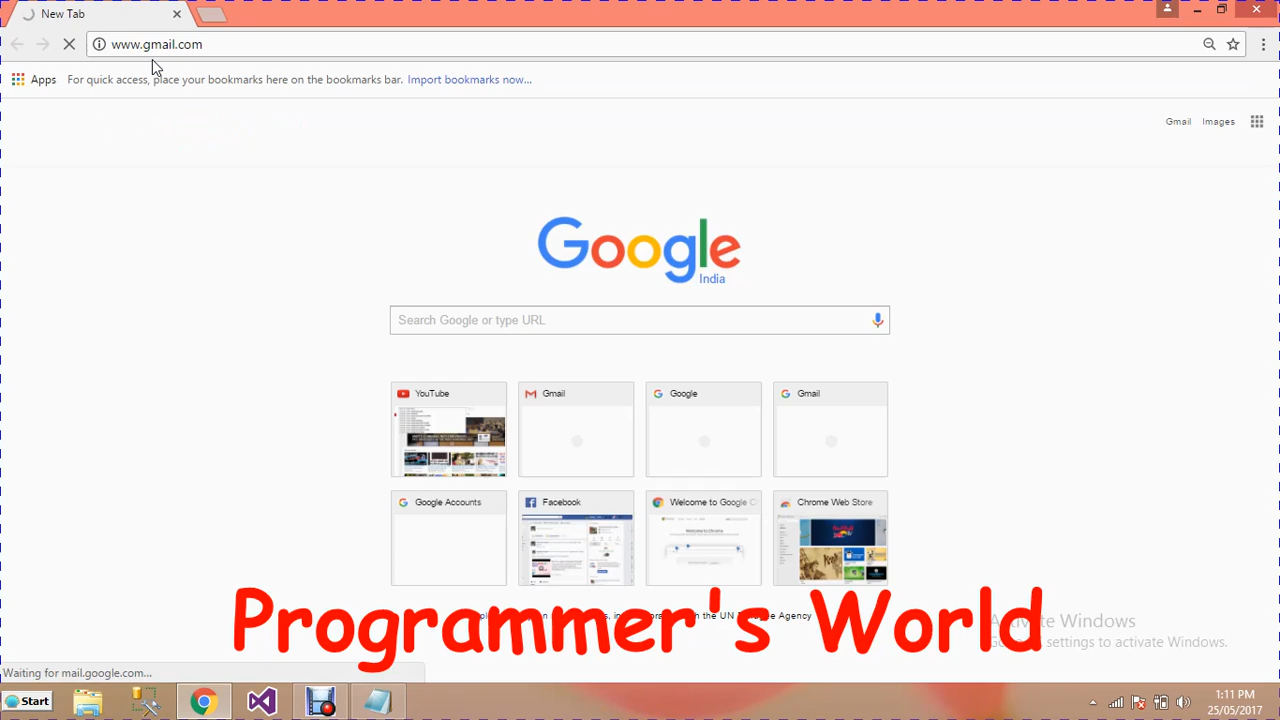 New Tab
www.gmail.com
Apps For quick access, place your bookmarks here on the bookmarks bar. Import bookmarks now...
Gmail Images
Google
India
Search Google or type URL
YouTube Gmail Google Gmail
Google Accounts Facebook Welcome to Google C Chrome Web Store
the UN Agency
Programmer's World
Activate Windows
settings to activate Windows.
Waiting for mail.google.com...
Start
1:11 PM
25/05/2017